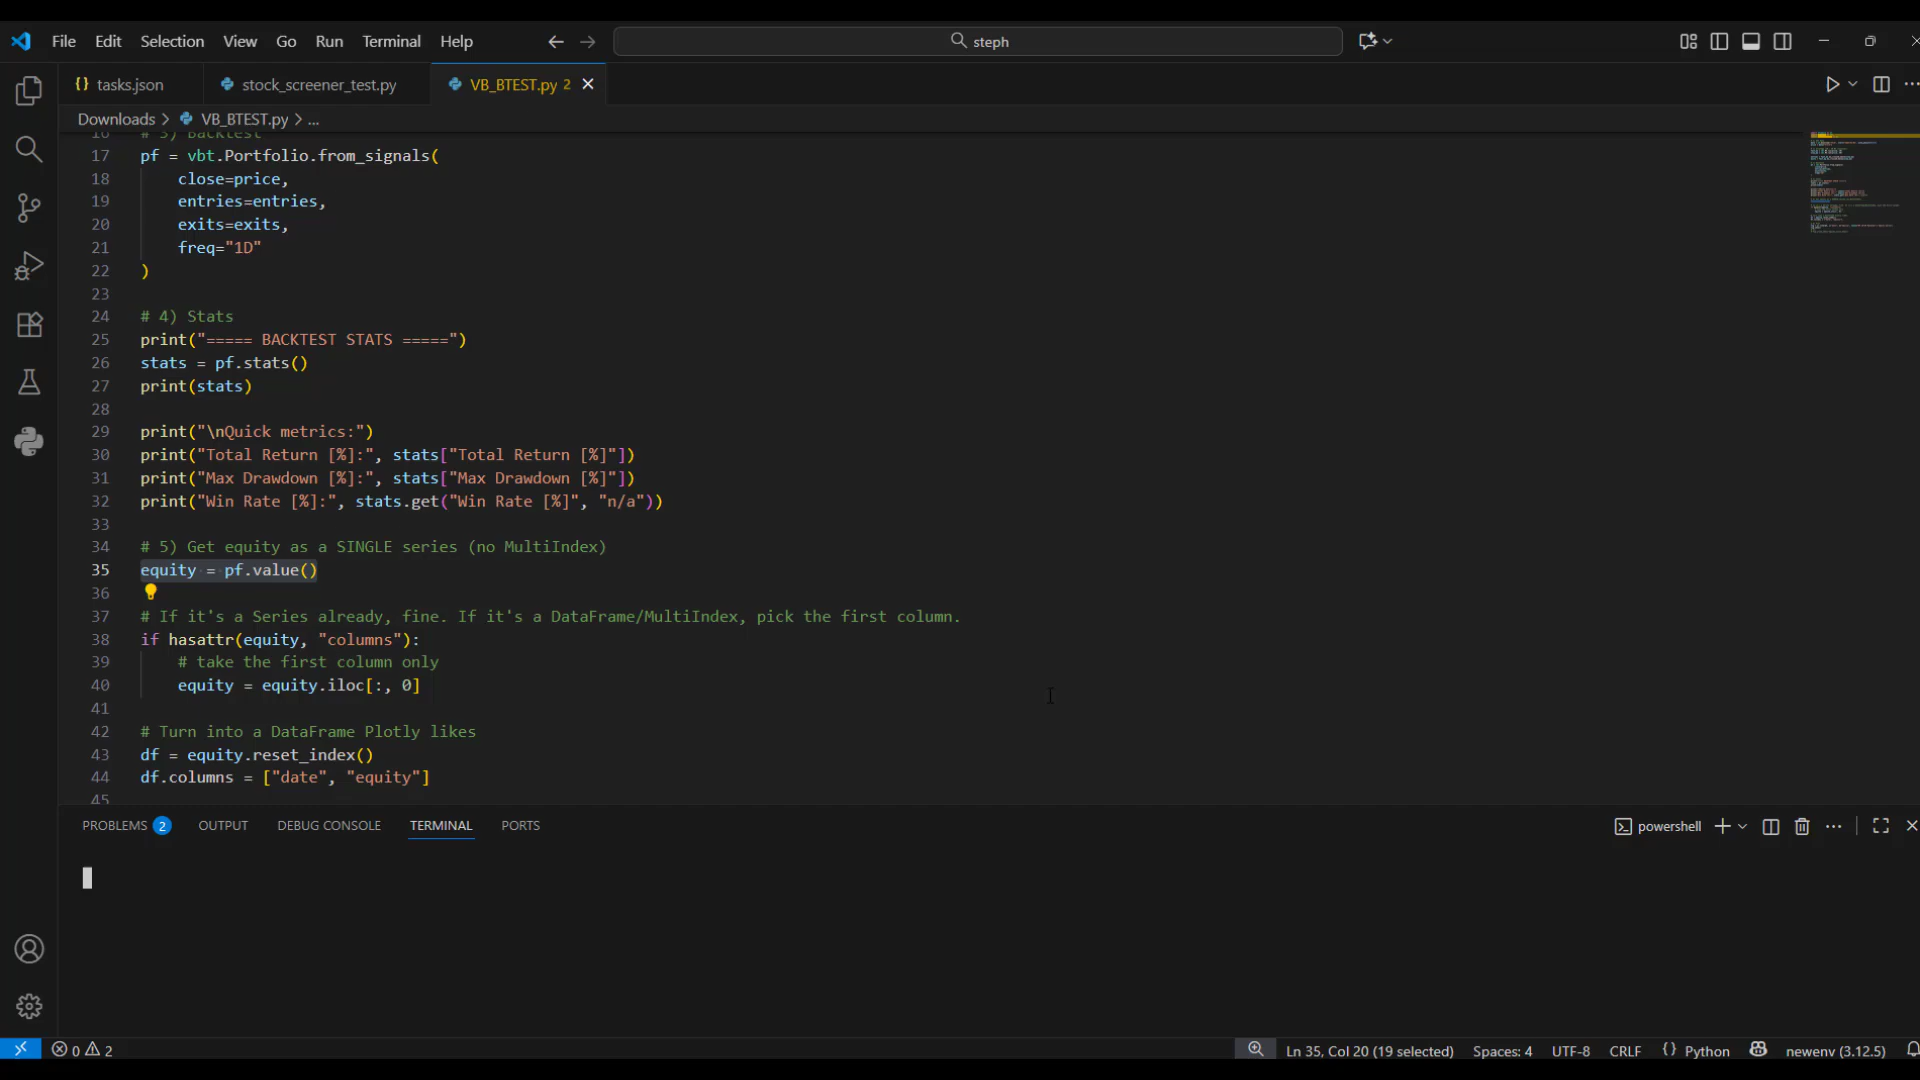 File Edit Selection View Go Run Terminal Help
steph
tasks.json
stock_screener_test.py
VB_BTEST.py 2
Downloads > VB_BTEST.py > ...
16 # 3) Backtest
17 pf = vbt.Portfolio.from_signals(
18     close=price,
19     entries=entries,
20     exits=exits,
21     freq="1D"
22 )
23
24 # 4) Stats
25 print("===== BACKTEST STATS =====")
26 stats = pf.stats()
27 print(stats)
28
29 print("\nQuick metrics:")
30 print("Total Return [%]:", stats["Total Return [%]"])
31 print("Max Drawdown [%]:", stats["Max Drawdown [%]"])
32 print("Win Rate [%]:", stats.get("Win Rate [%]", "n/a"))
33
34 # 5) Get equity as a SINGLE series (no MultiIndex)
35 equity = pf.value()
36
37 # If it's a Series already, fine. If it's a DataFrame/MultiIndex, pick the first column.
38 if hasattr(equity, "columns"):
39     # take the first column only
40     equity = equity.iloc[:, 0]
41
42 # Turn into a DataFrame Plotly likes
43 df = equity.reset_index()
44 df.columns = ["date", "equity"]
45
PROBLEMS 2 OUTPUT DEBUG CONSOLE TERMINAL PORTS
powershell
0 2
Ln 35, Col 20 (19 selected) Spaces: 4 UTF-8 CRLF {} Python newenv (3.12.5)